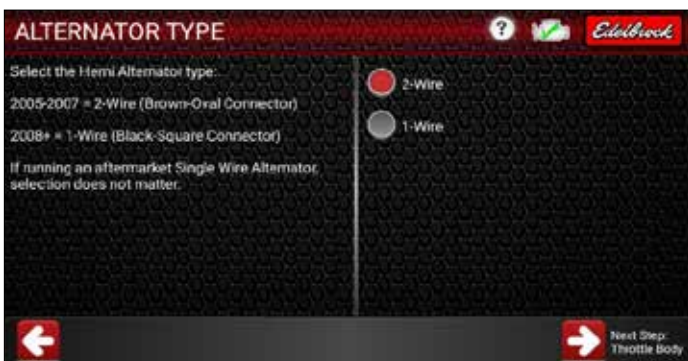 ALTERNATOR TYPE
?
Edelbrock
Select the Hemi Alternator type:
2005-2007 = 2-Wire (Brown-Oval Connector)
2008+ = 1-Wire (Black-Square Connector)
If running an aftermarket Single Wire Alternator,
selection does not matter.
2-Wire
1-Wire
Next Step:
Throttle Body